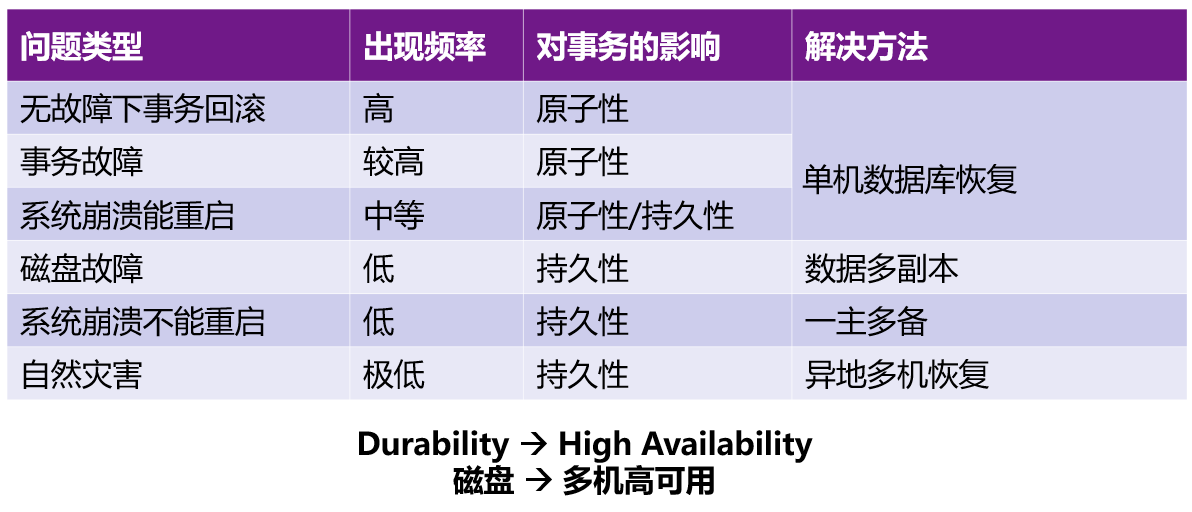 问题类型 出现频率 对事务的影响 解决方法
无故障下事务回滚 高 原子性
事务故障 较高 原子性 单机数据库恢复
系统崩溃能重启 中等 原子性/持久性
磁盘故障 低 持久性 数据多副本
系统崩溃不能重启 低 持久性 一主多备
自然灾害 极低 持久性 异地多机恢复
Durability → High Availability
磁盘 → 多机高可用